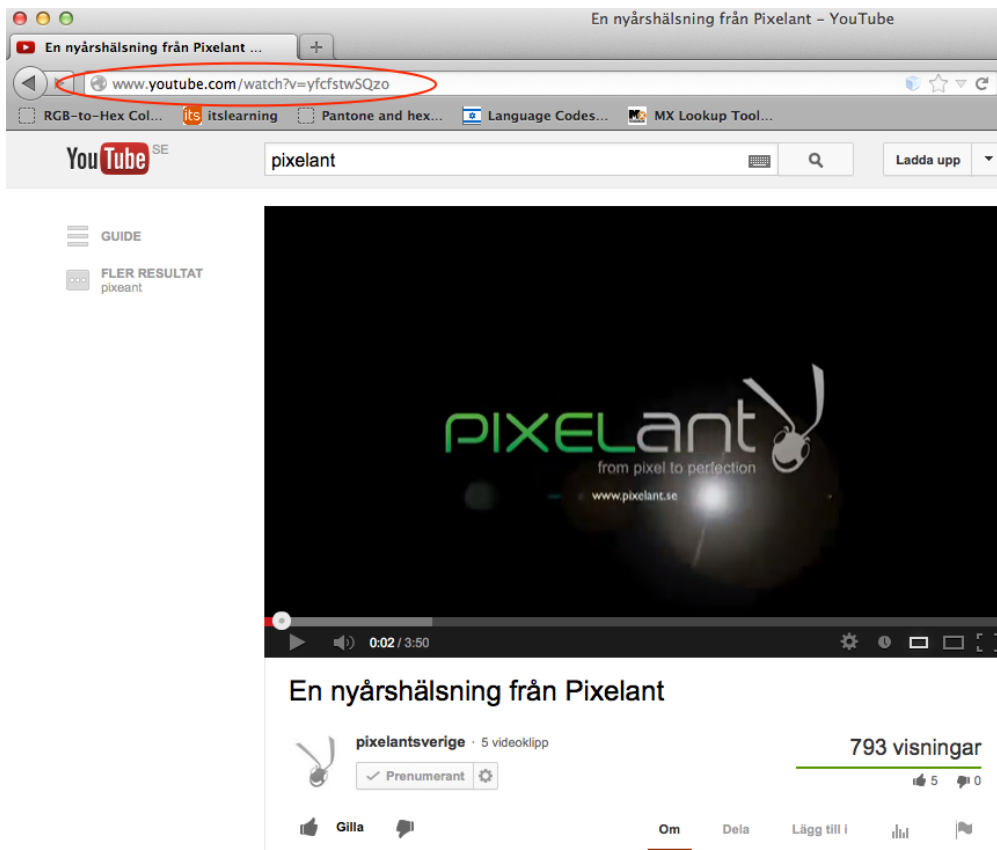 En nyårshälsning från Pixelant – YouTube
En nyårshälsning från Pixelant ...
www.youtube.com/watch?v=yfcfstwSQzo
RGB-to-Hex Col... its itslearning Pantone and hex... Language Codes... MX Lookup Tool...
YouTube SE pixelant Ladda upp
GUIDE
FLER RESULTAT
pixeant
PIXELant
from pixel to perfection
www.pixelant.se
0:02 / 3:50
En nyårshälsning från Pixelant
pixelantsverige · 5 videoklipp
793 visningar
Prenumerant
5 0
Gilla Om Dela Lägg till i